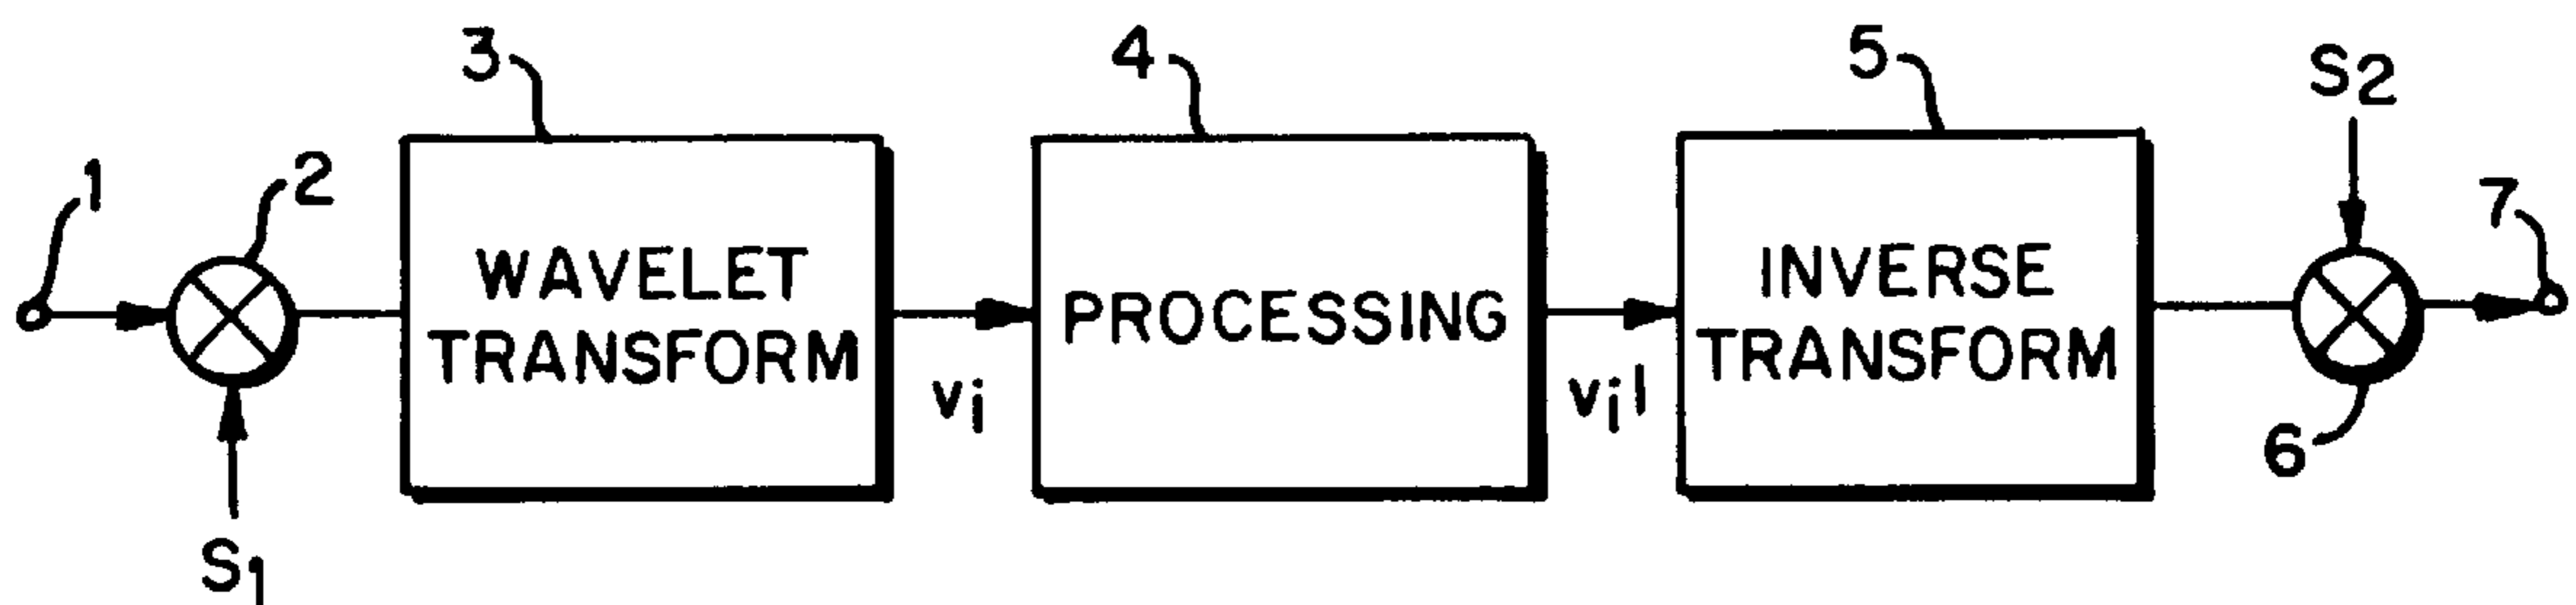 3
4
5
S2
1
2
7
WAVELET
TRANSFORM
PROCESSING
INVERSE
TRANSFORM
vi
vi'
6
S1